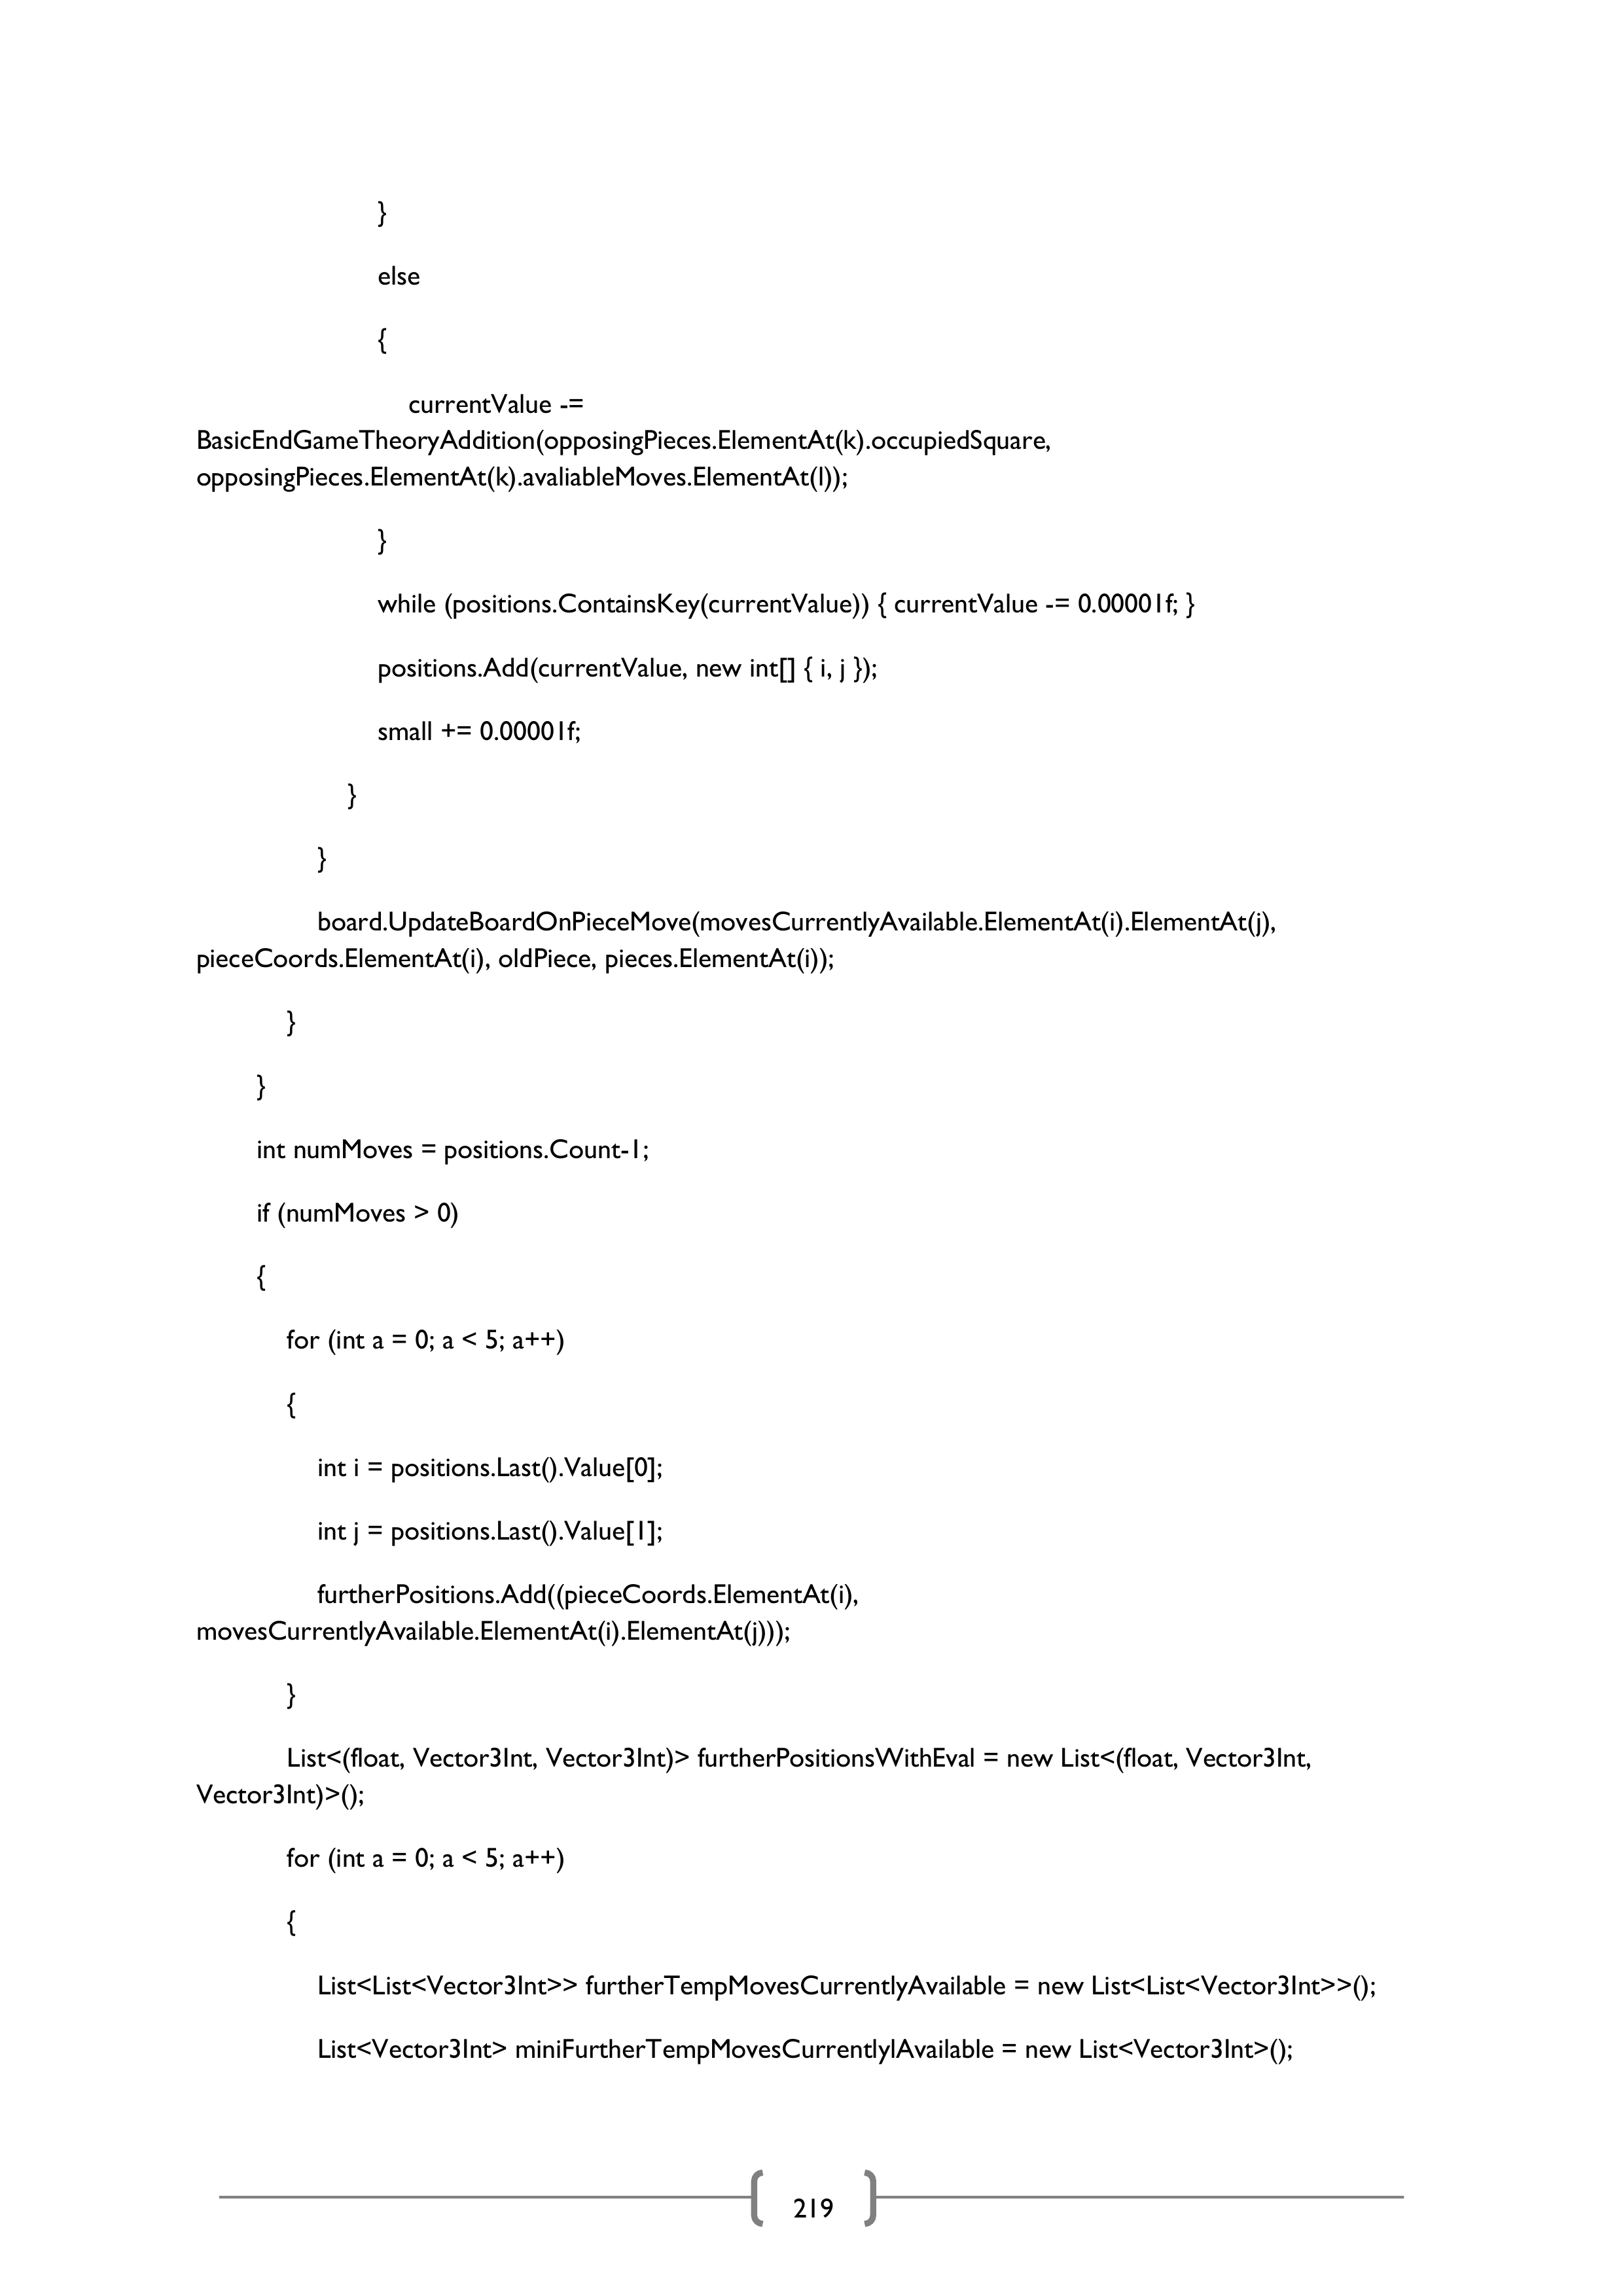 }
else
{
currentValue -=
BasicEndGameTheoryAddition(opposingPieces.ElementAt(k).occupiedSquare,
opposingPieces.ElementAt(k).avaliableMoves.ElementAt(l));
}
while (positions.ContainsKey(currentValue)) { currentValue -= 0.00001f; }
positions.Add(currentValue, new int[] { i, j });
small += 0.00001f;
}
}
board.UpdateBoardOnPieceMove(movesCurrentlyAvailable.ElementAt(i).ElementAt(j),
pieceCoords.ElementAt(i), oldPiece, pieces.ElementAt(i));
}
}
int numMoves = positions.Count-1;
if (numMoves > 0)
{
for (int a = 0; a < 5; a++)
{
int i = positions.Last().Value[0];
int j = positions.Last().Value[1];
furtherPositions.Add((pieceCoords.ElementAt(i),
movesCurrentlyAvailable.ElementAt(i).ElementAt(j)));
}
List<(float, Vector3Int, Vector3Int)> furtherPositionsWithEval = new List<(float, Vector3Int,
Vector3Int)>();
for (int a = 0; a < 5; a++)
{
List<List<Vector3Int>> furtherTempMovesCurrentlyAvailable = new List<List<Vector3Int>>();
List<Vector3Int> miniFurtherTempMovesCurrentlylAvailable = new List<Vector3Int>();
219